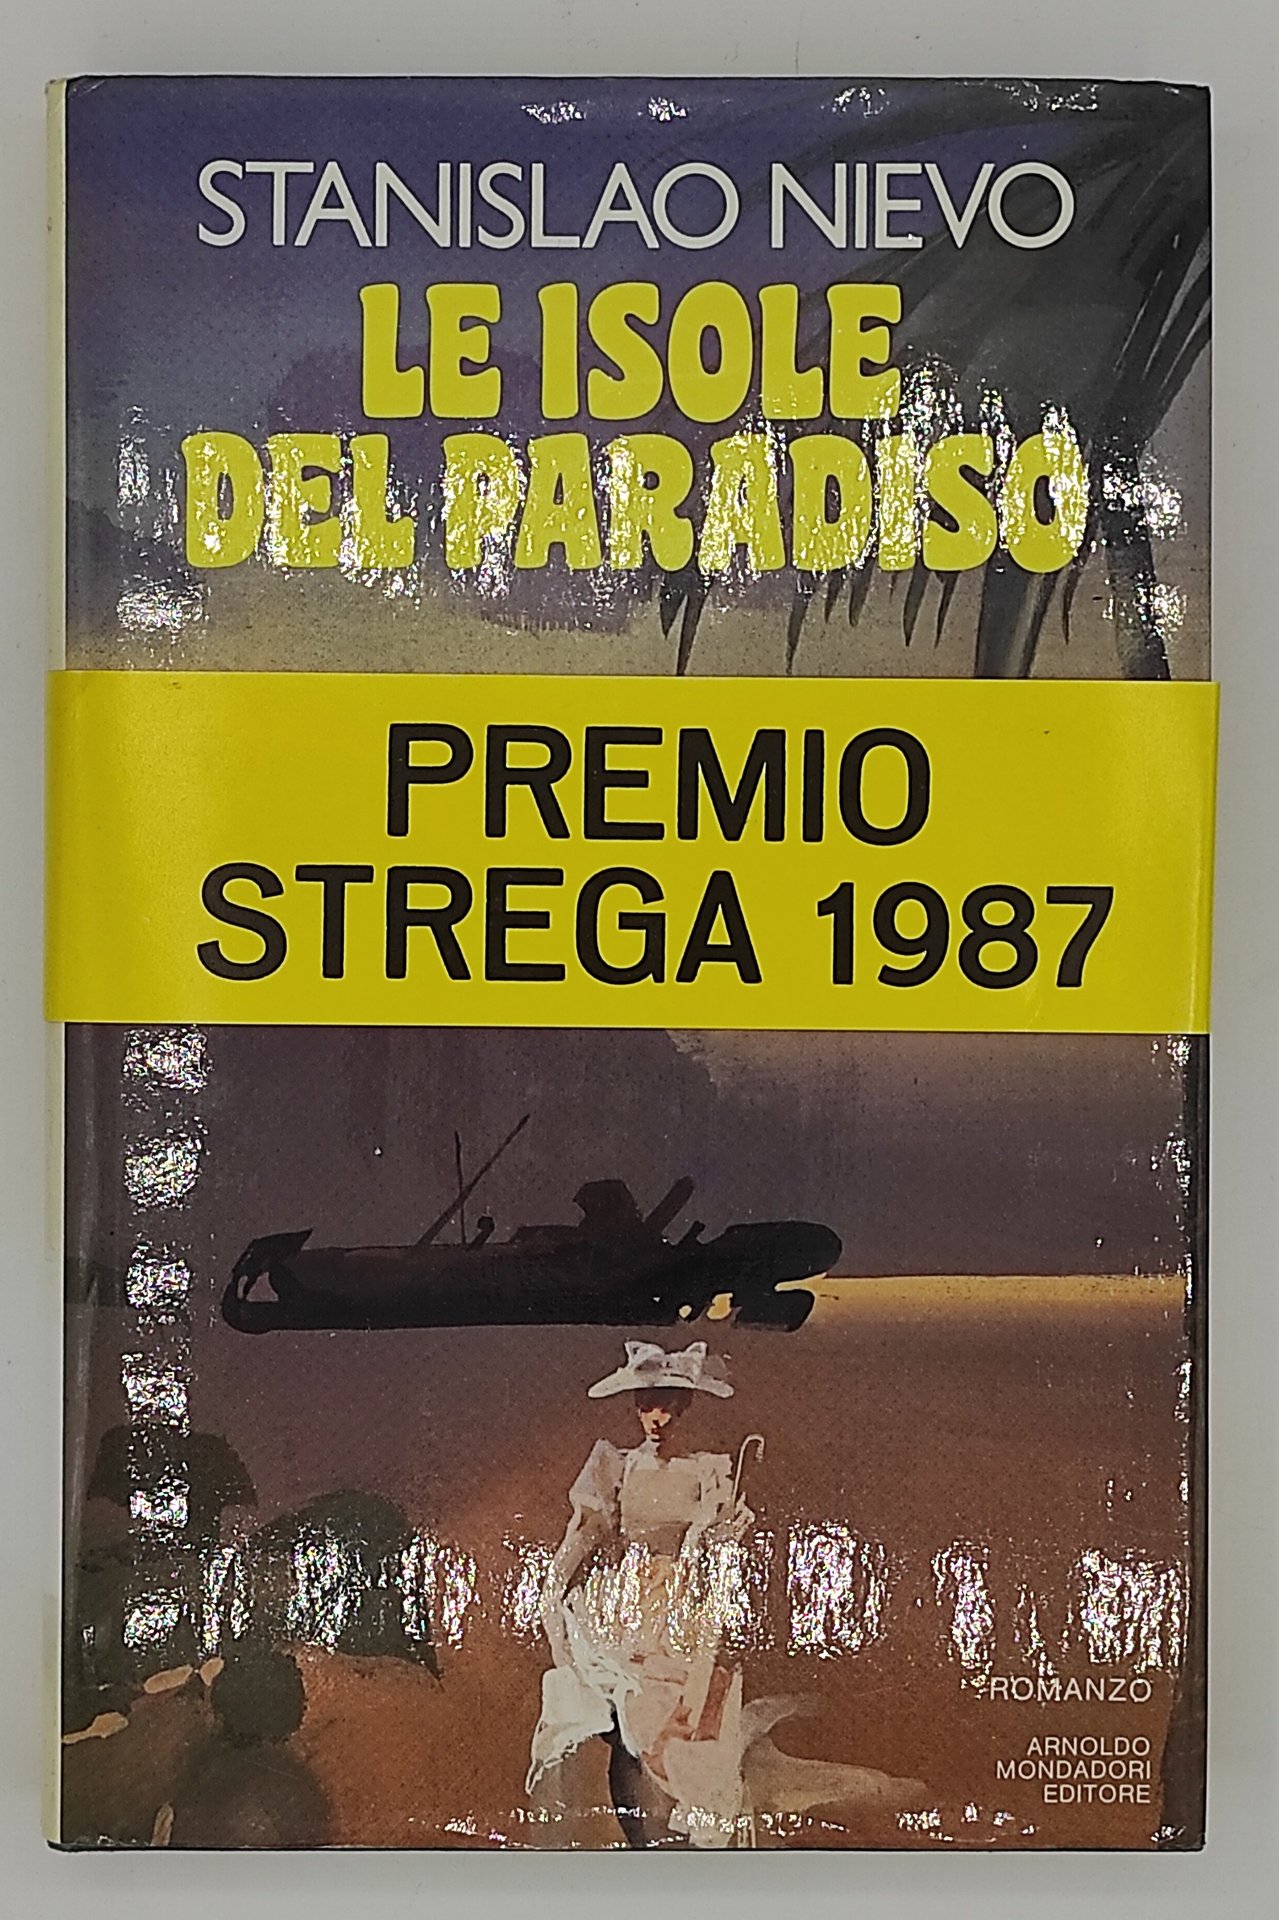 STANISLAO NIEVO
LE ISOLE
DEL PARADISO
PREMIO
STREGA 1987
ROMANZO
ARNOLDO
MONDADORI
EDITORE